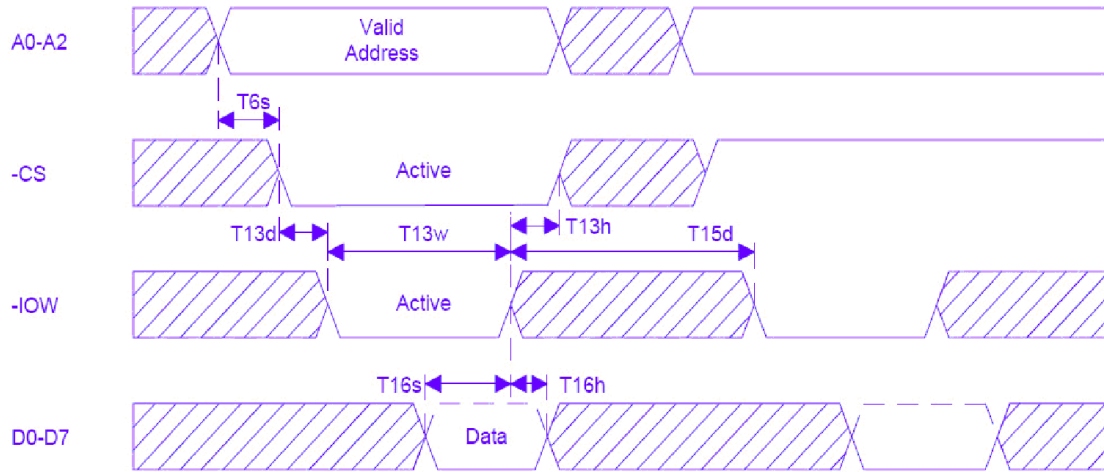 A0-A2
Valid
Address
T6s
-CS
Active
T13d
T13w
T13h
T15d
-IOW
Active
T16s
T16h
D0-D7
Data